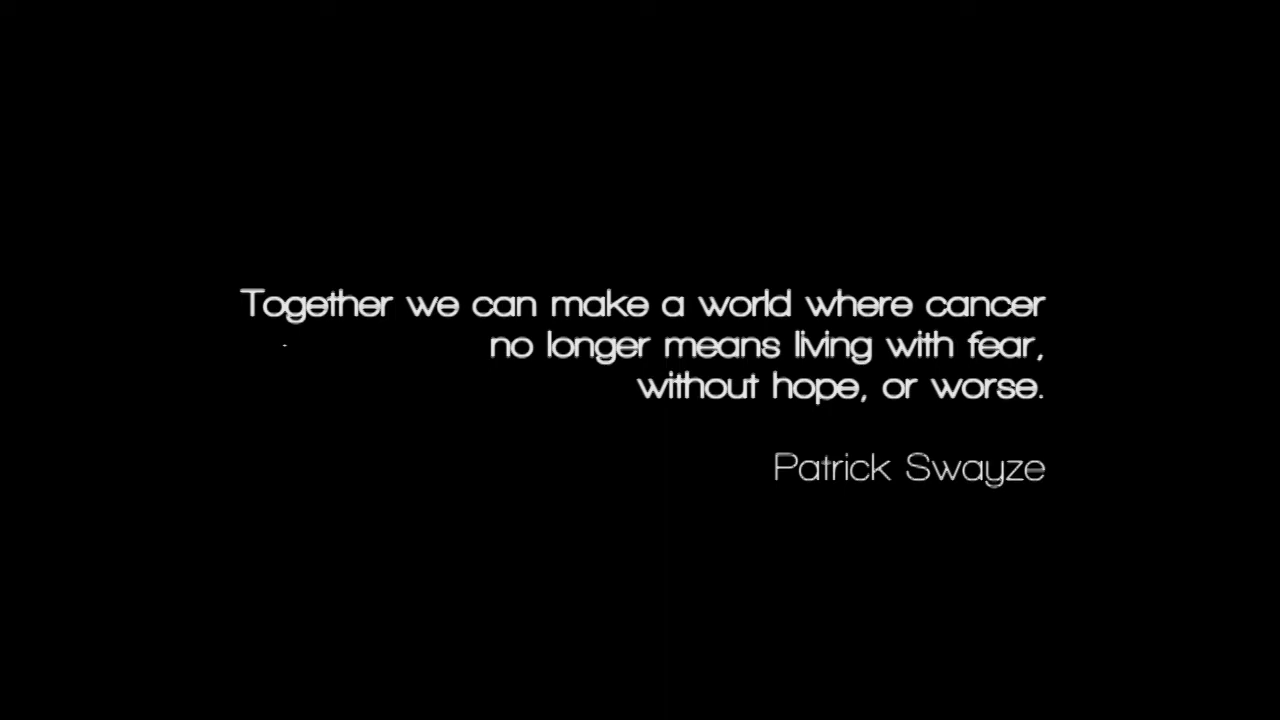 Together we can make a world where cancer
no longer means living with fear,
without hope, or worse.
Patrick Swayze